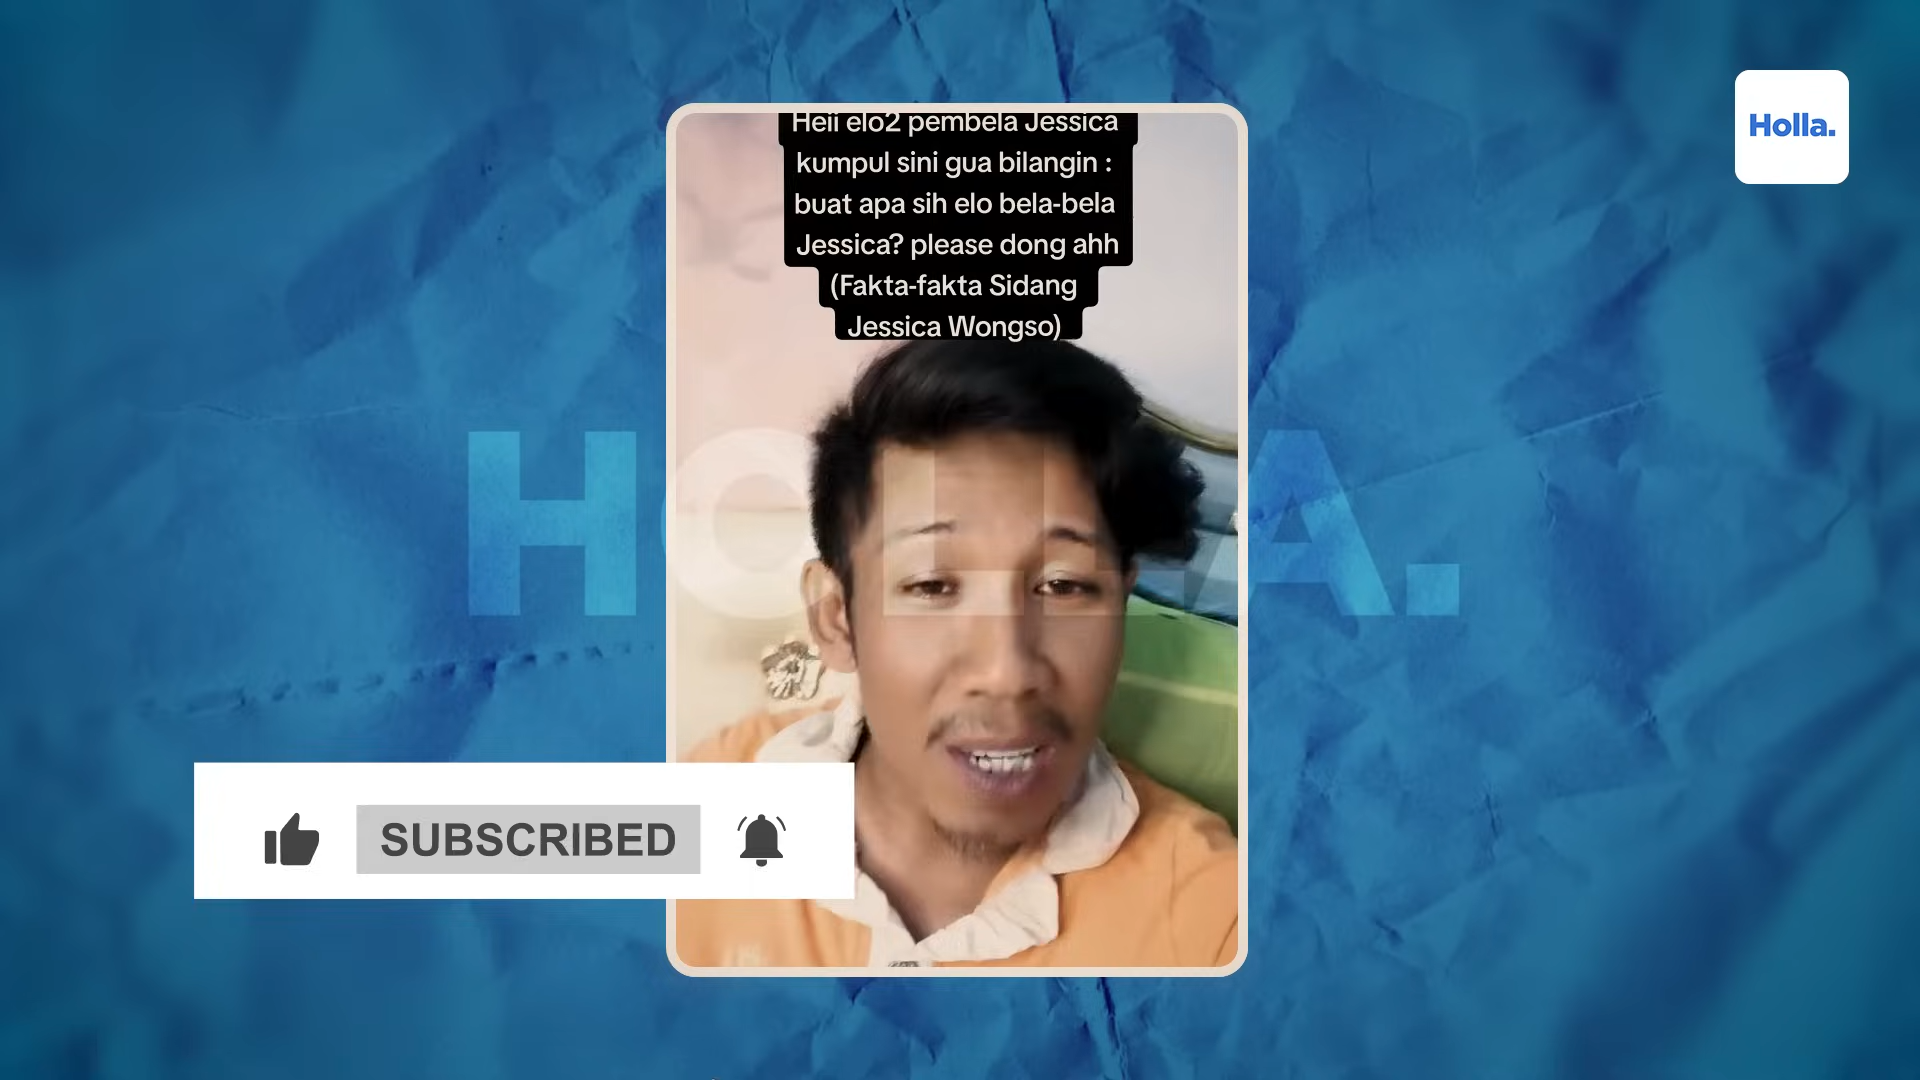 Heii elo2 pembela Jessica
kumpul sini gua bilangin :
buat apa sih elo bela-bela
Jessica? please dong ahh
(Fakta-fakta Sidang
Jessica Wongso)
Holla.
HOLLA.
SUBSCRIBED